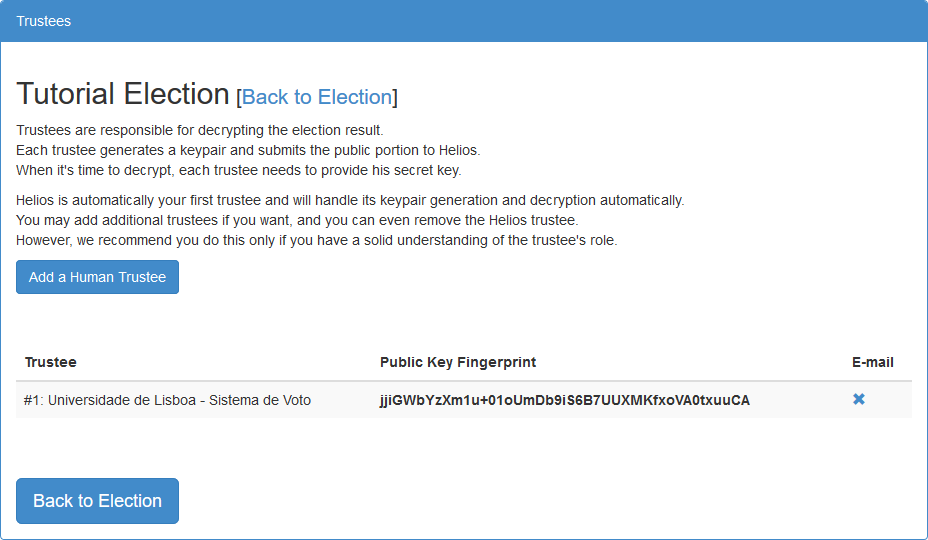 Trustees
Tutorial Election [Back to Election]
Trustees are responsible for decrypting the election result.
Each trustee generates a keypair and submits the public portion to Helios.
When it's time to decrypt, each trustee needs to provide his secret key.
Helios is automatically your first trustee and will handle its keypair generation and decryption automatically.
You may add additional trustees if you want, and you can even remove the Helios trustee.
However, we recommend you do this only if you have a solid understanding of the trustee's role.
Add a Human Trustee
Trustee Public Key Fingerprint E-mail
#1: Universidade de Lisboa - Sistema de Voto jjiGWbYzXm1u+01oUmDb9iS6B7UUXMKfxoVA0txuuCA
Back to Election